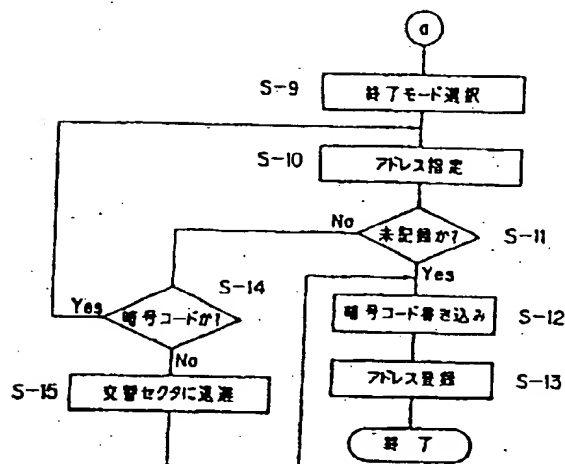 a
S-9
終了モード選択
S-10
アドレス指定
No
未記録か?
S-11
Yes
S-14
Yes
暗号コードか?
暗号コード書き込み
S-12
No
S-15
交替セクタに退避
アドレス登録
S-13
終了